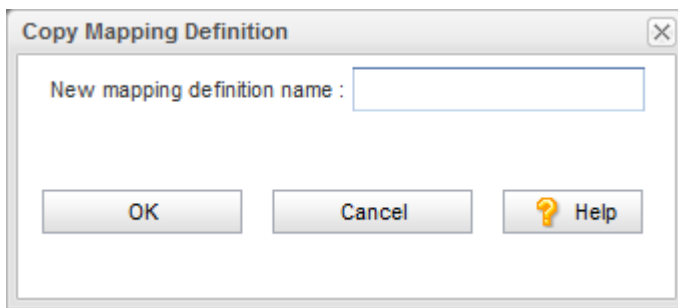 Copy Mapping Definition
New mapping definition name :
OK Cancel Help